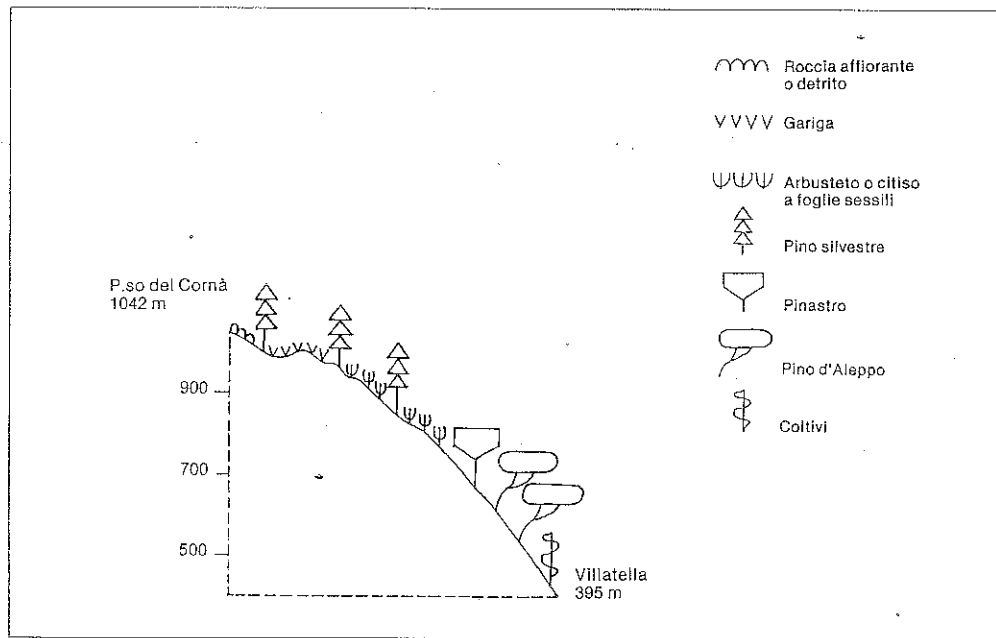 Roccia affiorante
o detrito
Gariga
Arbusteto o citiso
a foglie sessili
Pino silvestre
Pinastro
Pino d'Aleppo
Coltivi
P.so del Cornà
1042 m
900
700
500
Villatella
395 m